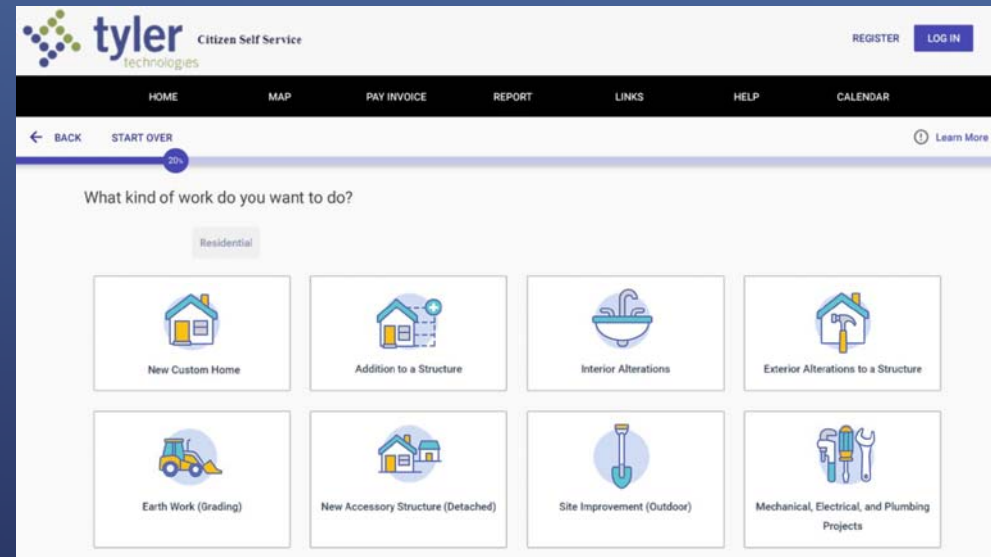 tyler
technologies
Citizen Self Service
REGISTER
LOG IN
HOME MAP PAY INVOICE REPORT LINKS HELP CALENDAR
← BACK START OVER
Learn More
20%
What kind of work do you want to do?
Residential
New Custom Home
Addition to a Structure
Interior Alterations
Exterior Alterations to a Structure
Earth Work (Grading)
New Accessory Structure (Detached)
Site Improvement (Outdoor)
Mechanical, Electrical, and Plumbing
Projects